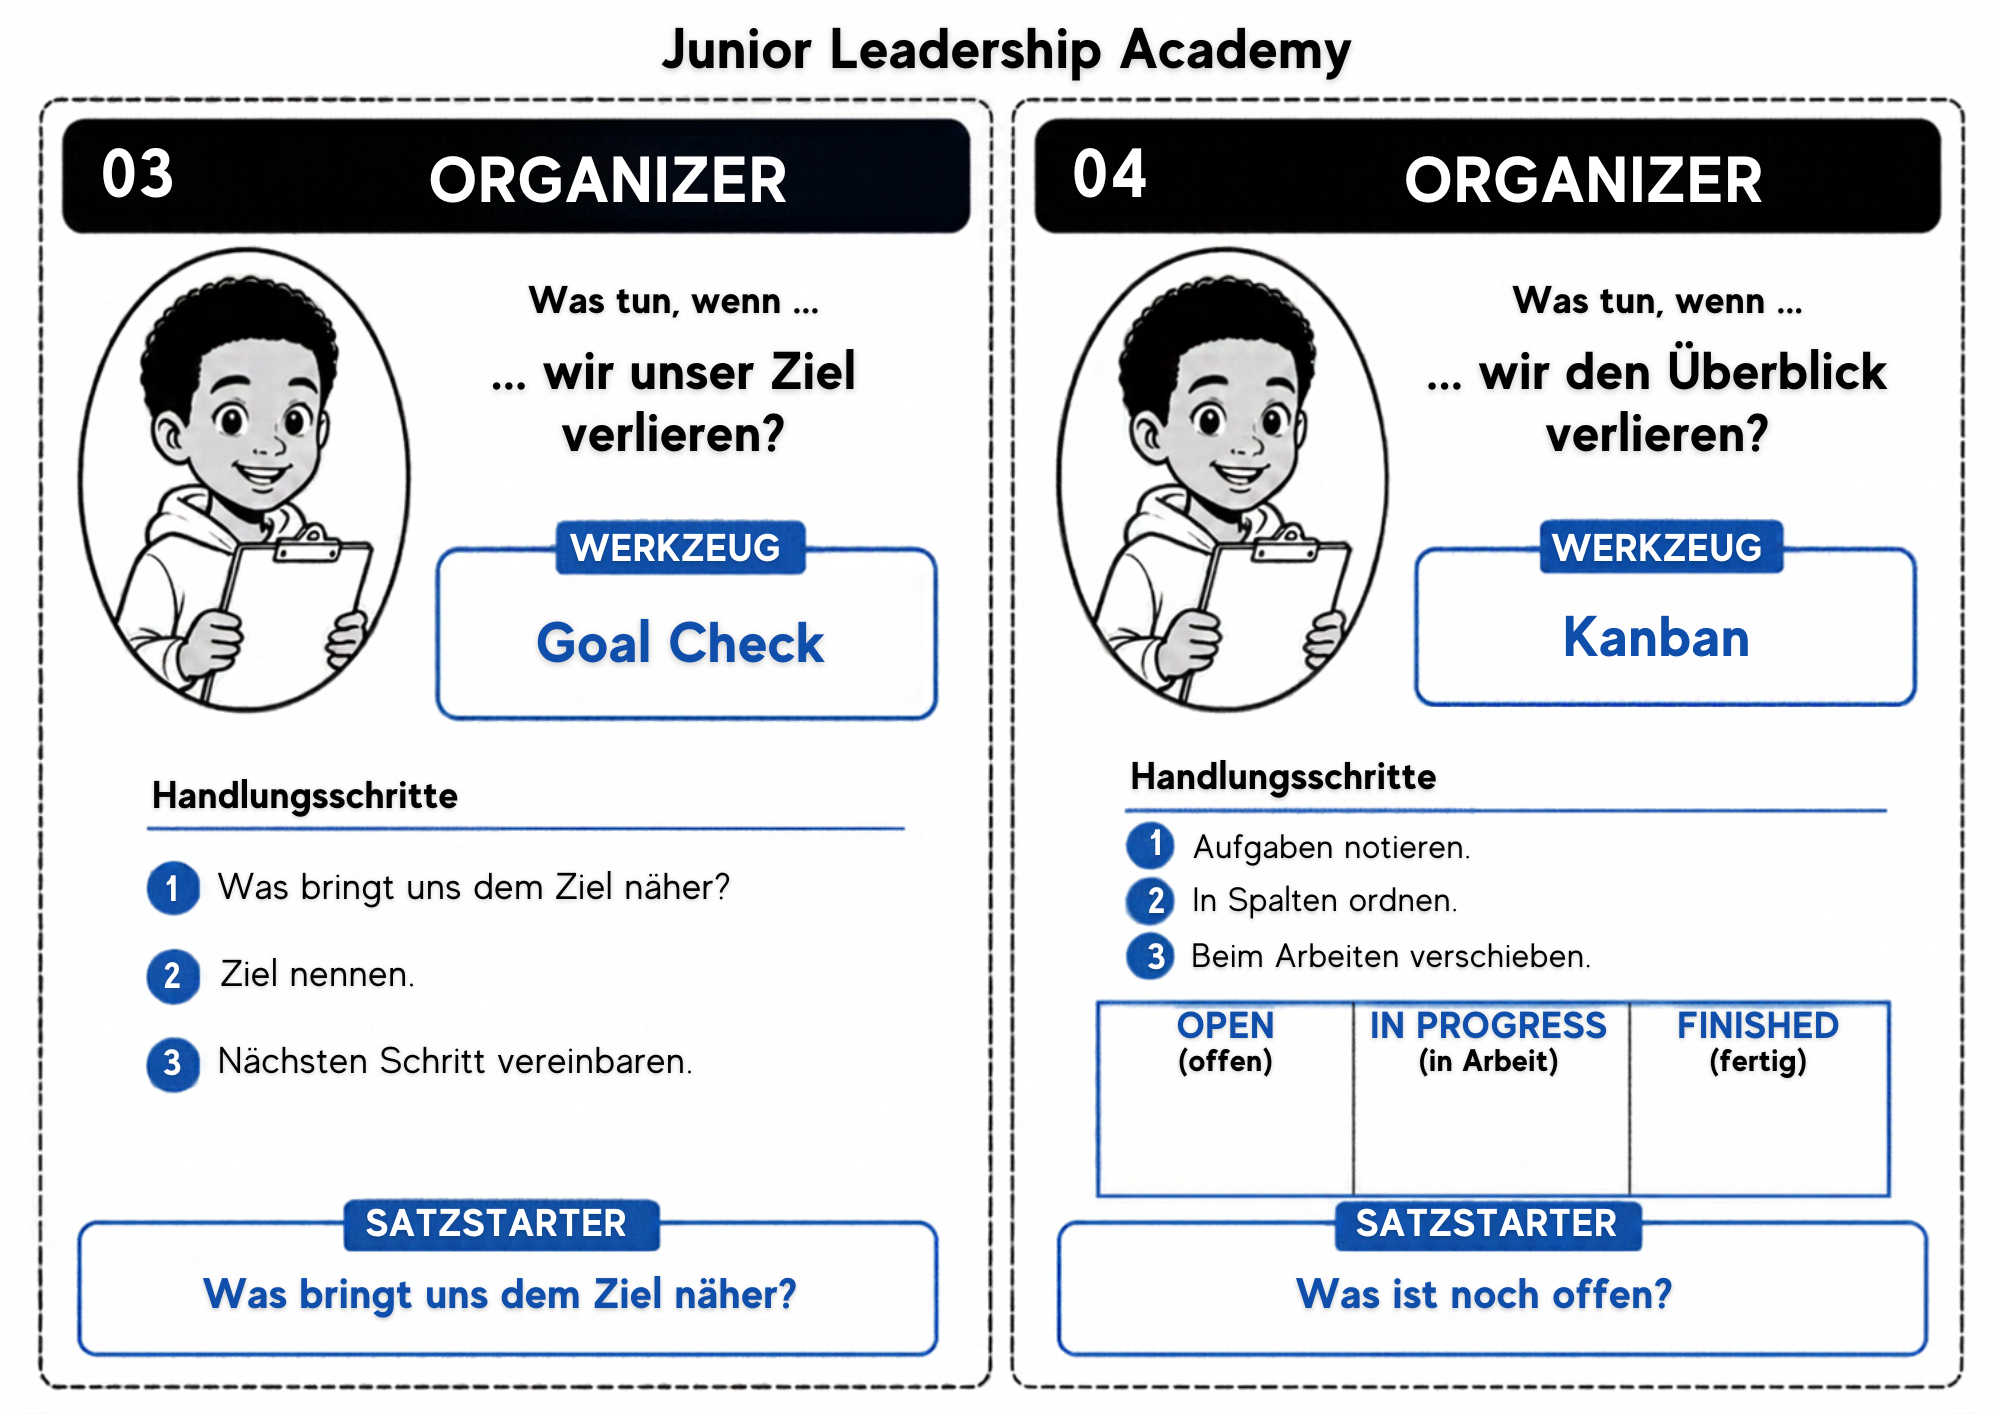 Junior Leadership Academy
03 ORGANIZER
Was tun, wenn ...
... wir unser Ziel
verlieren?
WERKZEUG
Goal Check
Handlungsschritte
1 Was bringt uns dem Ziel näher?
2 Ziel nennen.
3 Nächsten Schritt vereinbaren.
SATZSTARTER
Was bringt uns dem Ziel näher?
04 ORGANIZER
Was tun, wenn ...
... wir den Überblick
verlieren?
WERKZEUG
Kanban
Handlungsschritte
1 Aufgaben notieren.
2 In Spalten ordnen.
3 Beim Arbeiten verschieben.
OPEN IN PROGRESS FINISHED
(offen) (in Arbeit) (fertig)
SATZSTARTER
Was ist noch offen?